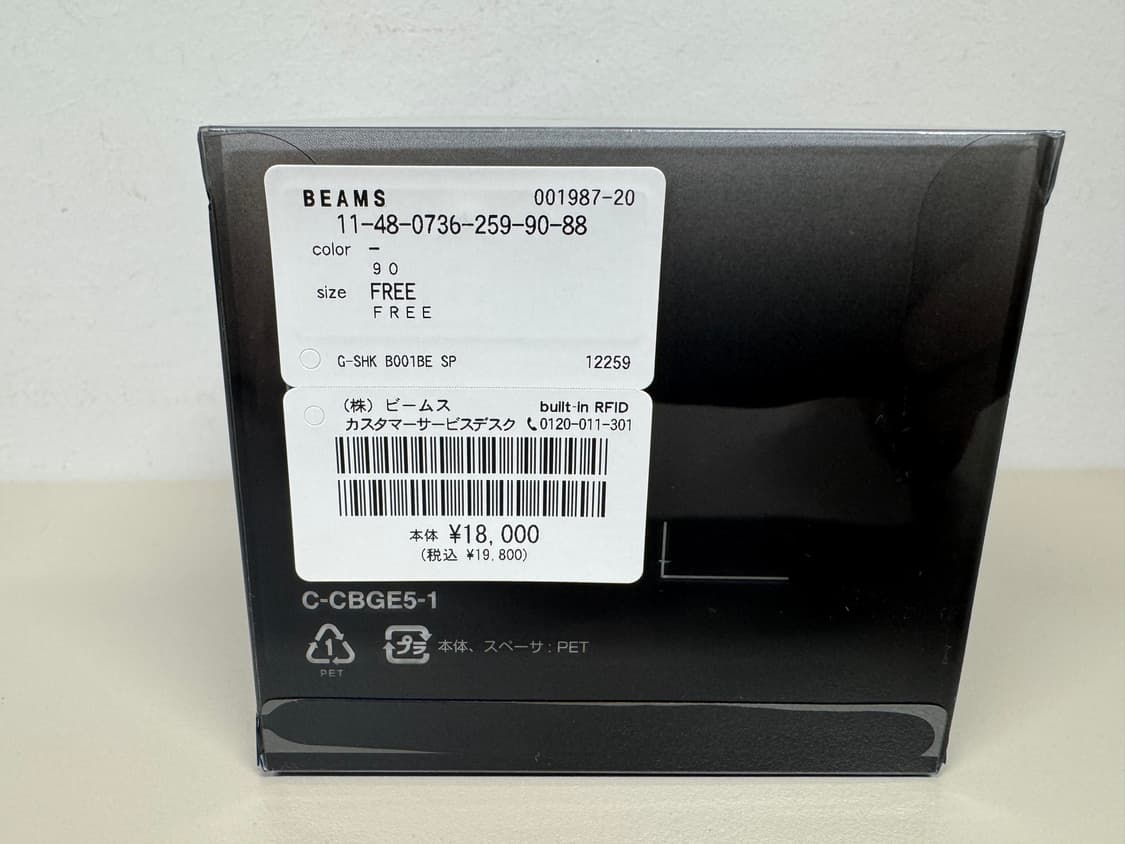 BEAMS 001987-20
11-48-0736-259-90-88
color -
90
size FREE
FREE
G-SHK B001BE SP 12259
(株) ビームス built-in RFID
カスタマーサービスデスク 0120-011-301
本体 ¥18,000
(税込 ¥19,800)
C-CBGE5-1
1 プラ 本体、スペーサ : PET
PET